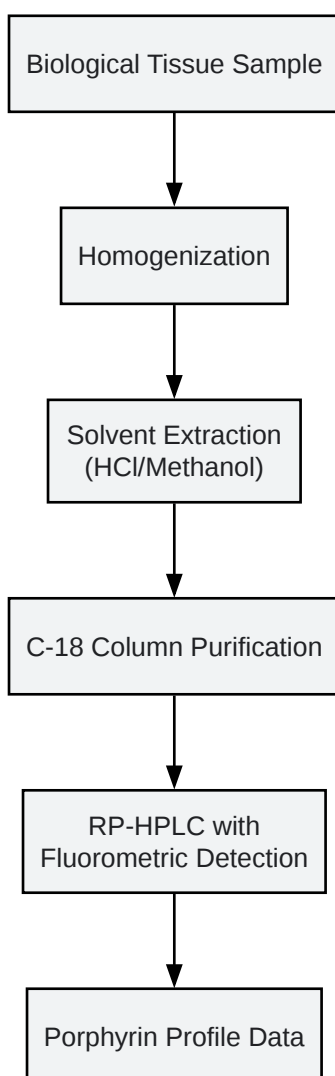 Biological Tissue Sample
Homogenization
Solvent Extraction
(HCl/Methanol)
C-18 Column Purification
RP-HPLC with
Fluorometric Detection
Porphyrin Profile Data